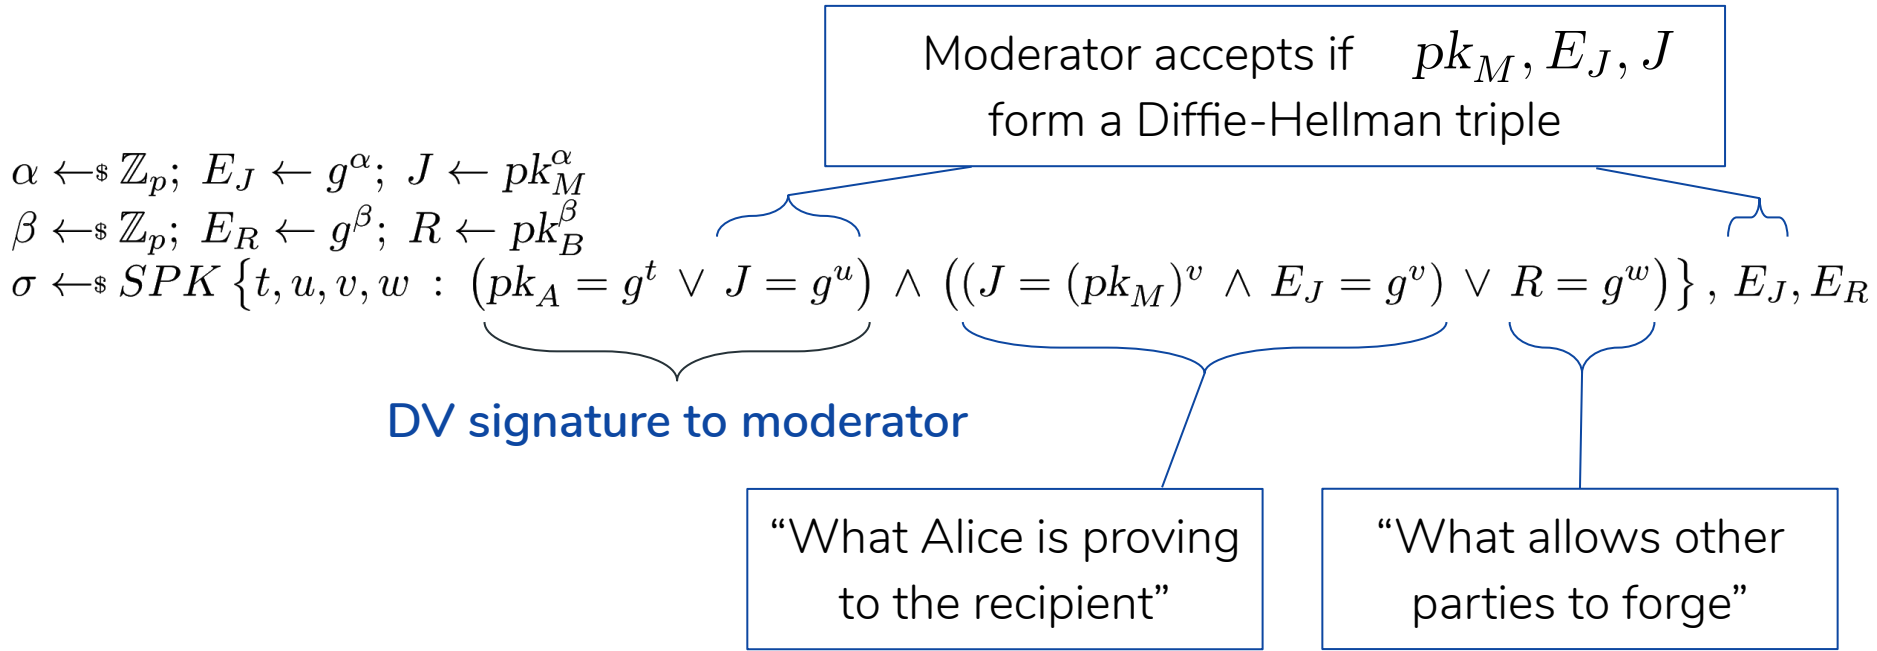 Moderator accepts if pk_M, E_J, J
form a Diffie-Hellman triple
α ←$ ℤ_p; E_J ← g^α; J ← pk_M^α
β ←$ ℤ_p; E_R ← g^β; R ← pk_B^β
σ ←$ SPK {t, u, v, w : (pk_A = g^t ∨ J = g^u) ∧ ((J = (pk_M)^v ∧ E_J = g^v) ∨ R = g^w)}, E_J, E_R
DV signature to moderator
“What Alice is proving
to the recipient”
“What allows other
parties to forge”